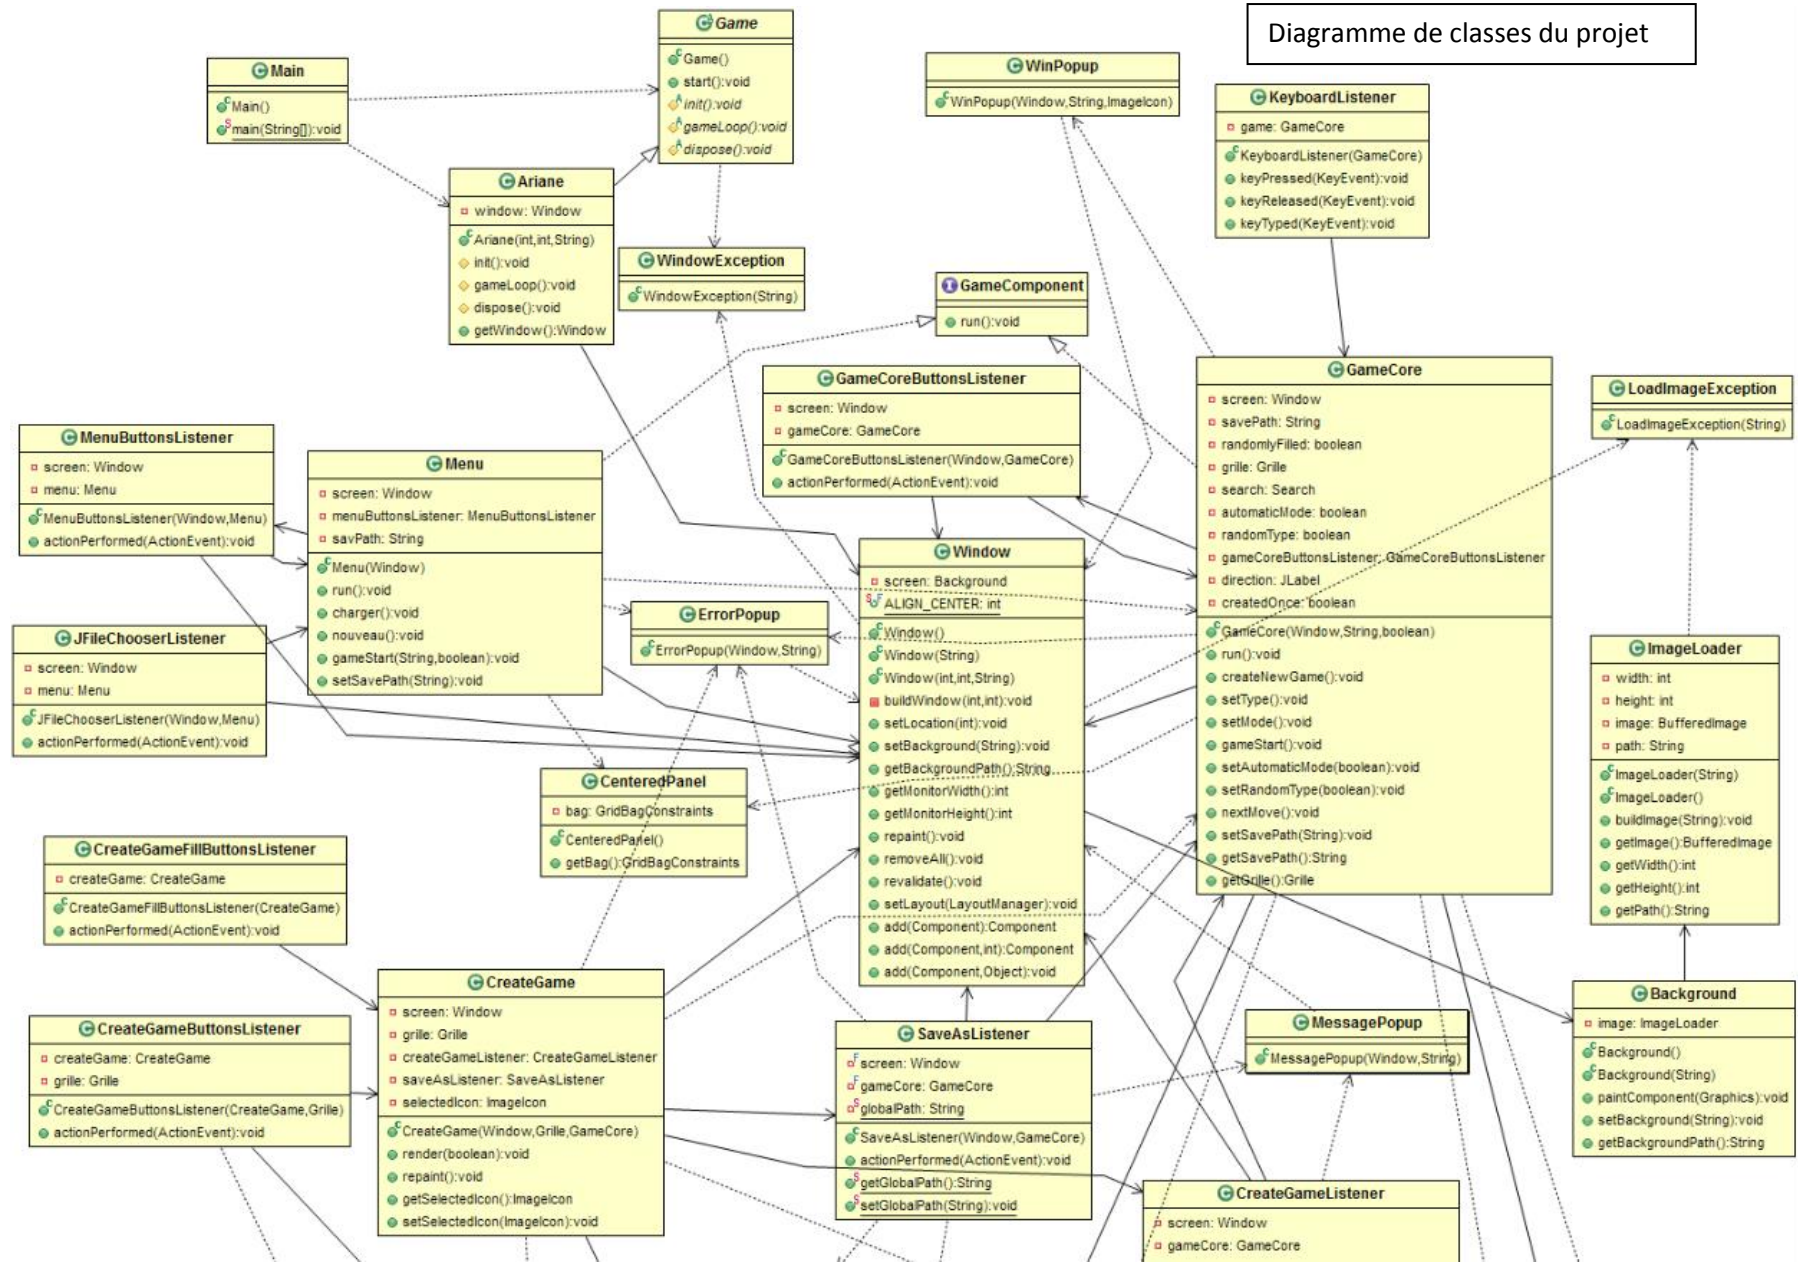 Diagramme de classes du projet
Game
Game()
start():void
init():void
gameLoop():void
dispose():void
Main
Main()
main(String[]):void
WinPopup
WinPopup(Window,String,ImageIcon)
KeyboardListener
game: GameCore
KeyboardListener(GameCore)
keyPressed(KeyEvent):void
keyReleased(KeyEvent):void
keyTyped(KeyEvent):void
Ariane
window: Window
Ariane(int,int,String)
init():void
gameLoop():void
dispose():void
getWindow():Window
WindowException
WindowException(String)
GameComponent
run():void
GameCoreButtonsListener
screen: Window
gameCore: GameCore
GameCoreButtonsListener(Window,GameCore)
actionPerformed(ActionEvent):void
GameCore
screen: Window
savePath: String
randomlyFilled: boolean
grille: Grille
search: Search
automaticMode: boolean
randomType: boolean
gameCoreButtonsListener: GameCoreButtonsListener
direction: JLabel
createdOnce: boolean
GameCore(Window,String,boolean)
run():void
createNewGame():void
setType():void
setMode():void
gameStart():void
setAutomaticMode(boolean):void
setRandomType(boolean):void
nextMove():void
setSavePath(String):void
getSavePath():String
getGrille():Grille
LoadImageException
LoadImageException(String)
MenuButtonsListener
screen: Window
menu: Menu
MenuButtonsListener(Window,Menu)
actionPerformed(ActionEvent):void
Menu
screen: Window
menuButtonsListener: MenuButtonsListener
savPath: String
Menu(Window)
run():void
charger():void
nouveau():void
gameStart(String,boolean):void
setSavePath(String):void
Window
screen: Background
ALIGN_CENTER: int
Window()
Window(String)
Window(int,int,String)
buildWindow(int,int):void
setLocation(int):void
setBackground(String):void
getBackgroundPath():String
getMonitorWidth():int
getMonitorHeight():int
repaint():void
removeAll():void
revalidate():void
setLayout(LayoutManager):void
add(Component):Component
add(Component,int):Component
add(Component,Object):void
ErrorPopup
ErrorPopup(Window,String)
JFileChooserListener
screen: Window
menu: Menu
JFileChooserListener(Window,Menu)
actionPerformed(ActionEvent):void
ImageLoader
width: int
height: int
image: BufferedImage
path: String
ImageLoader(String)
ImageLoader()
buildImage(String):void
getImage():BufferedImage
getWidth():int
getHeight():int
getPath():String
CenteredPanel
bag: GridBagConstraints
CenteredPanel()
getBag():GridBagConstraints
CreateGameFillButtonsListener
createGame: CreateGame
CreateGameFillButtonsListener(CreateGame)
actionPerformed(ActionEvent):void
CreateGame
screen: Window
grille: Grille
createGameListener: CreateGameListener
saveAsListener: SaveAsListener
selectedIcon: ImageIcon
CreateGame(Window,Grille,GameCore)
render(boolean):void
repaint():void
getSelectedIcon():ImageIcon
setSelectedIcon(ImageIcon):void
CreateGameButtonsListener
createGame: CreateGame
grille: Grille
CreateGameButtonsListener(CreateGame,Grille)
actionPerformed(ActionEvent):void
SaveAsListener
screen: Window
gameCore: GameCore
globalPath: String
SaveAsListener(Window,GameCore)
actionPerformed(ActionEvent):void
getGlobalPath():String
setGlobalPath(String):void
MessagePopup
MessagePopup(Window,String)
Background
image: ImageLoader
Background()
Background(String)
paintComponent(Graphics):void
setBackground(String):void
getBackgroundPath():String
CreateGameListener
screen: Window
gameCore: GameCore